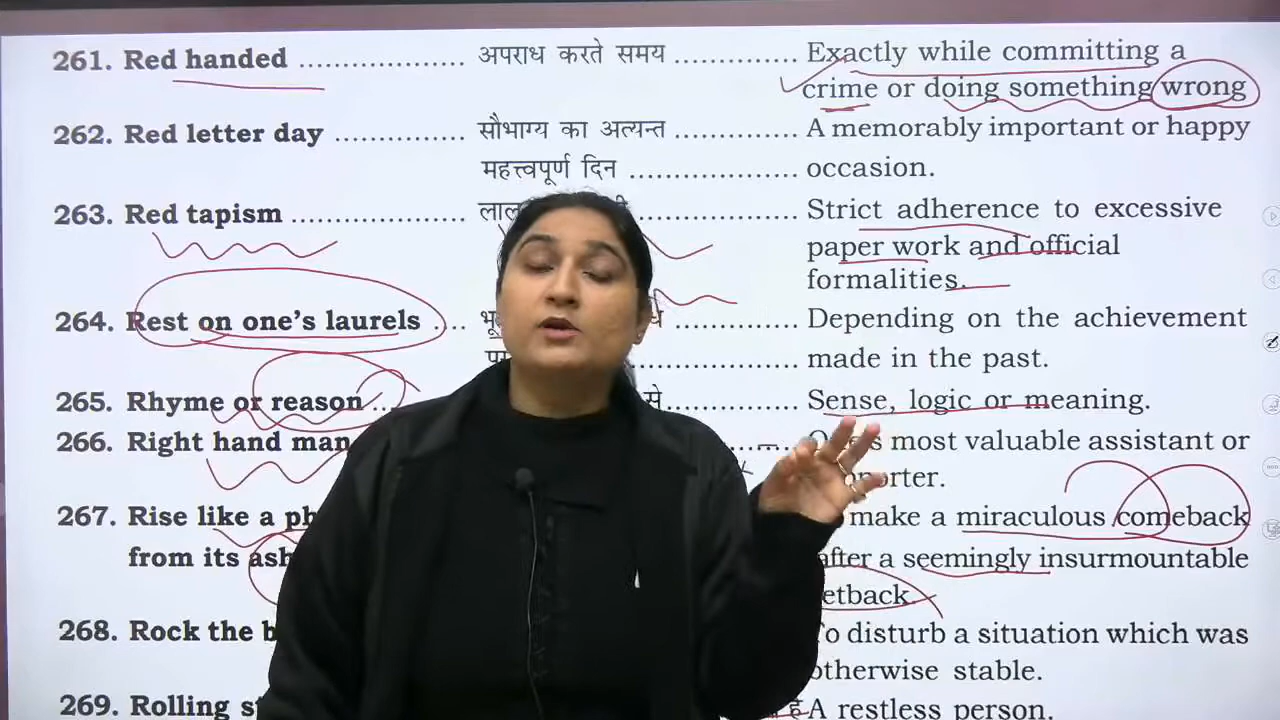 261. Red handed ................... अपराध करते समय .............. Exactly while committing a
crime or doing something wrong
262. Red letter day ............... सौभाग्य का अत्यन्त .............. A memorably important or happy
महत्त्वपूर्ण दिन ................... occasion.
263. Red tapism .................... Strict adherence to excessive
paper work and official
formalities.
264. Rest on one's laurels .... Depending on the achievement
made in the past.
265. Rhyme or reason ... से ............... Sense, logic or meaning.
266. Right hand man most valuable assistant or
267. Rise like a make a miraculous comeback
from its after a seemingly insurmountable
268. Rock the To disturb a situation which was
otherwise stable.
269. Rolling है A restless person.